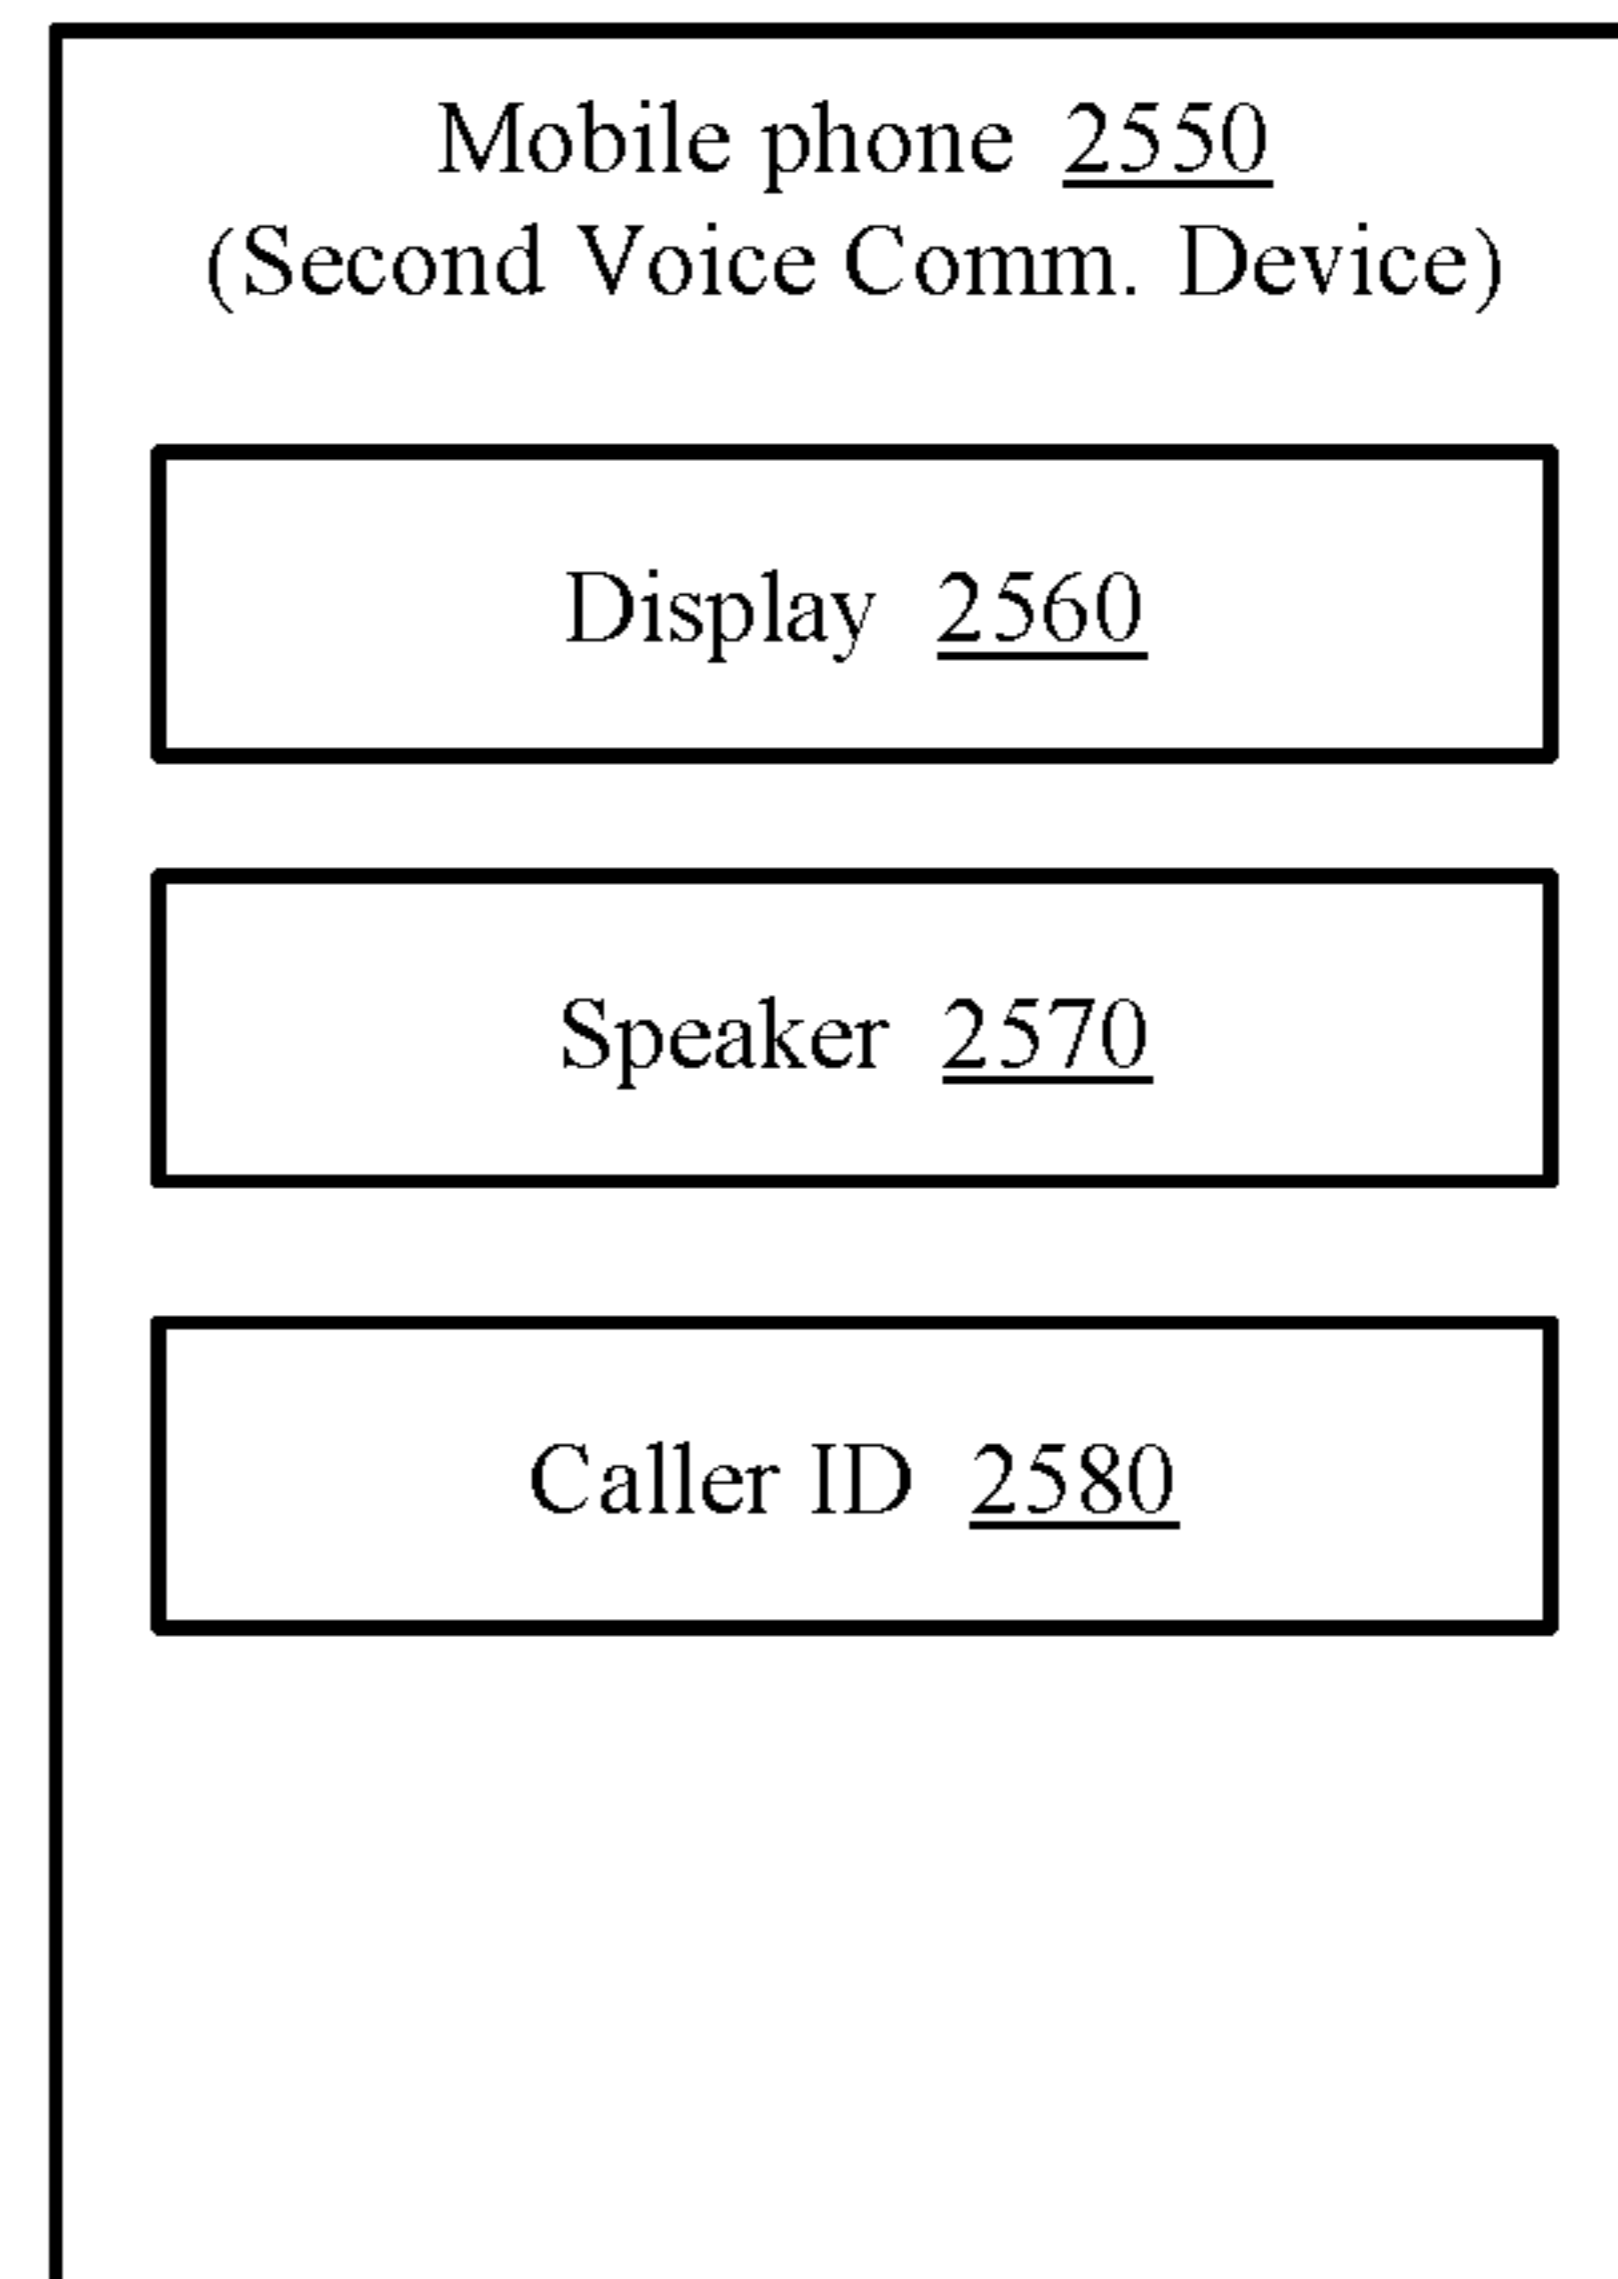 Mobile phone 2550
(Second Voice Comm. Device)
Display 2560
Speaker 2570
Caller ID 2580